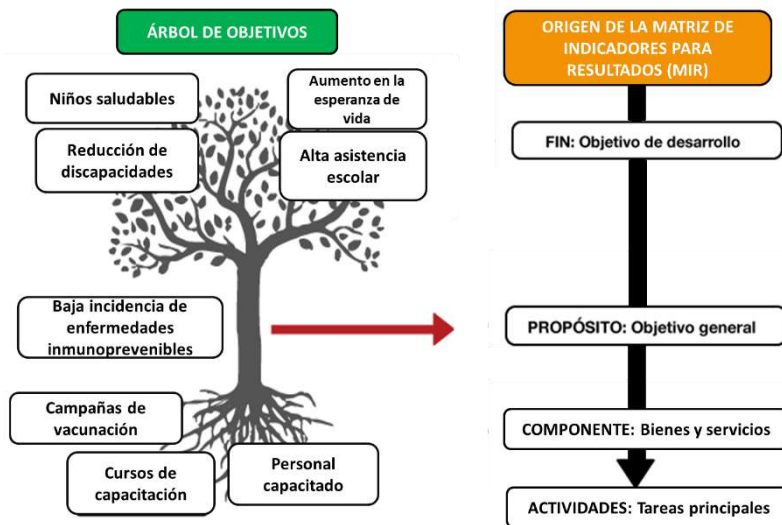 ÁRBOL DE OBJETIVOS
Niños saludables
Aumento en la
esperanza de
vida
Reducción de
discapacidades
Alta asistencia
escolar
Baja incidencia de
enfermedades
inmunoprevenibles
Campañas de
vacunación
Cursos de
capacitación
Personal
capacitado
ORIGEN DE LA MATRIZ DE
INDICADORES PARA
RESULTADOS (MIR)
FIN: Objetivo de desarrollo
PROPÓSITO: Objetivo general
COMPONENTE: Bienes y servicios
ACTIVIDADES: Tareas principales